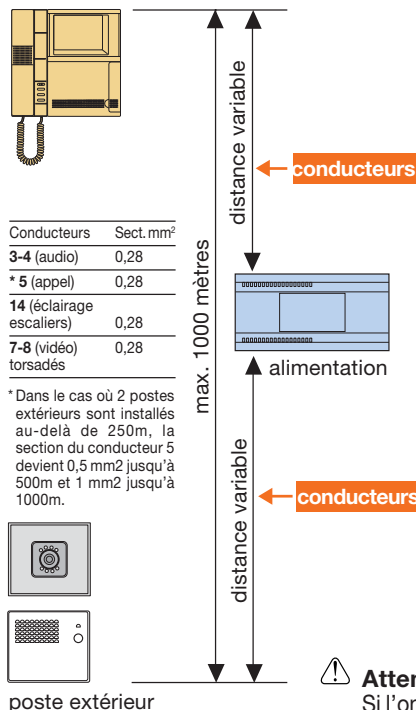 distance variable
conducteurs
max. 1000 mètres
Conducteurs Sect. mm²
3-4 (audio) 0,28
* 5 (appel) 0,28
14 (éclairage
escaliers) 0,28
7-8 (vidéo) 0,28
torsadés
alimentation
* Dans le cas où 2 postes
extérieurs sont installés
au-delà de 250m, la
section du conducteur 5
devient 0,5 mm2 jusqu'à
500m et 1 mm2 jusqu'à
1000m.
distance variable
conducteurs
poste extérieur
Si l'on